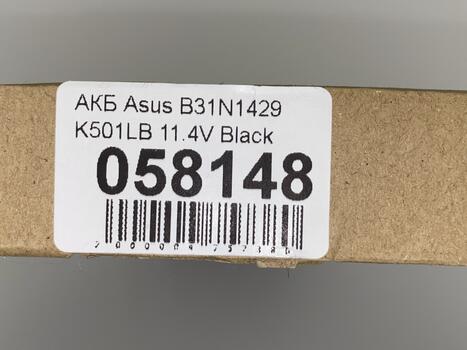 АКБ Asus B31N1429
K501LB 11.4V Black
058148